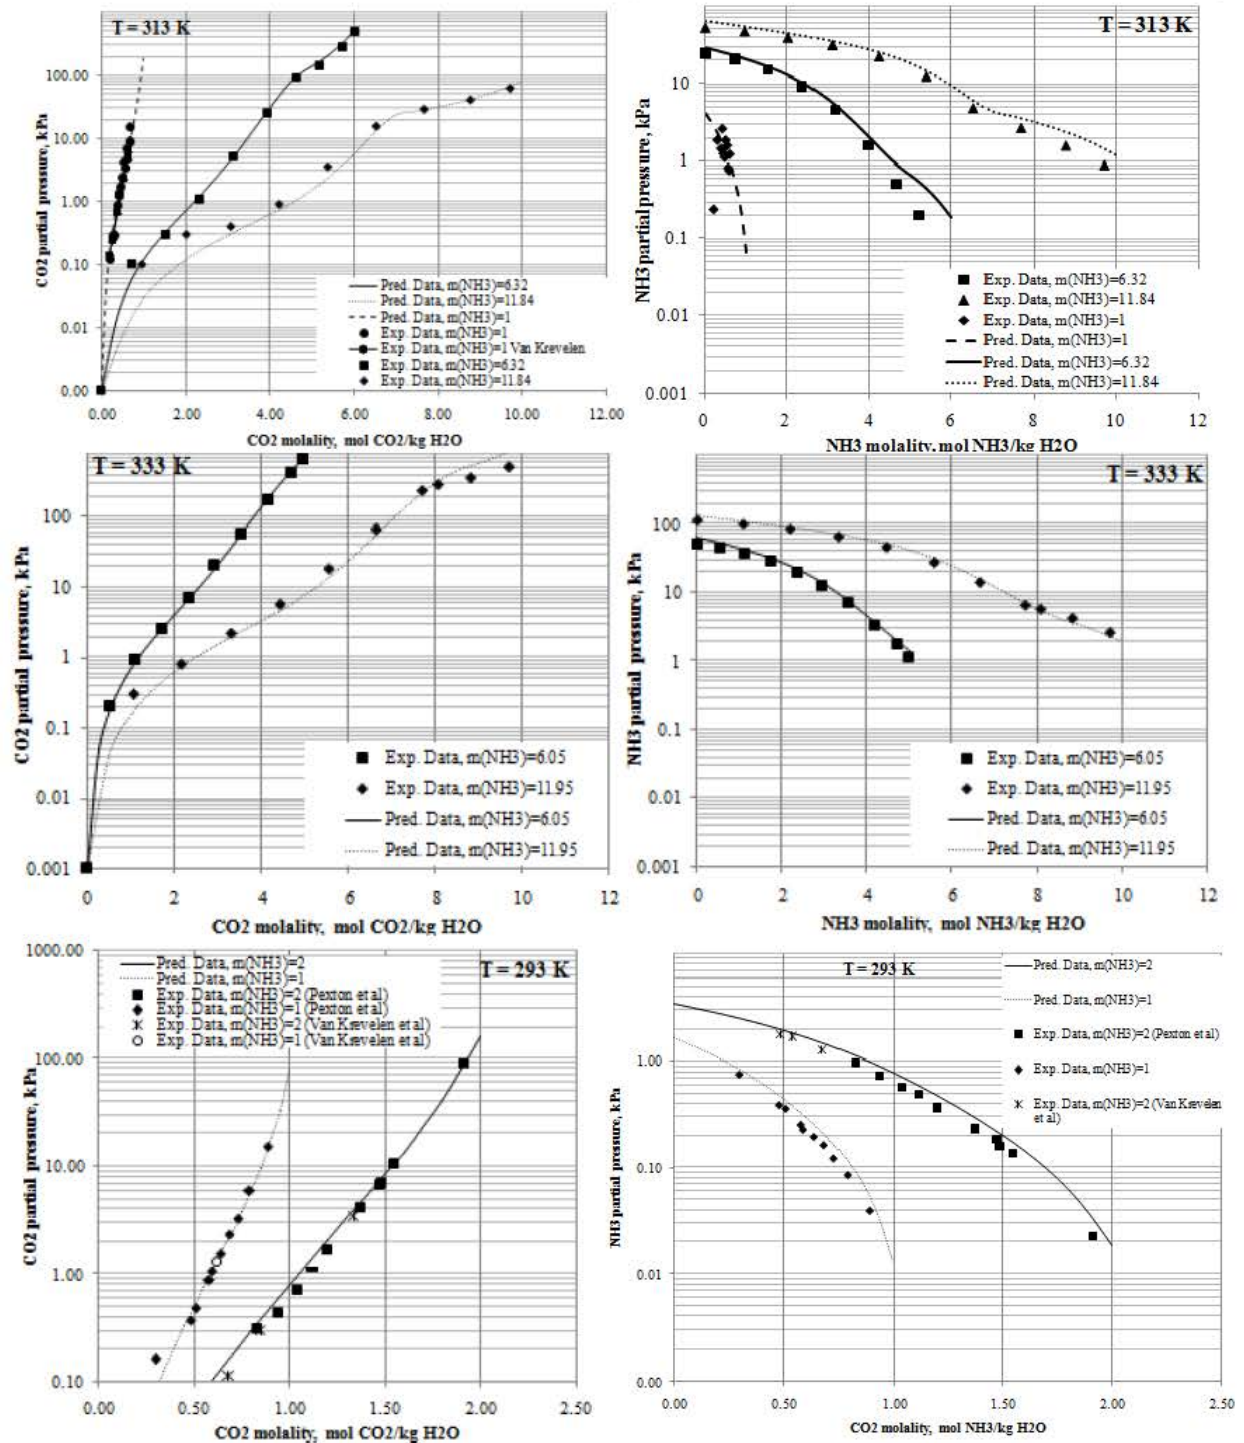 T = 313 K
100.00
10.00
1.00
0.10
0.01
0.00
CO2 partial pressure, kPa
Pred. Data, m(NH3)=6.32
Pred. Data, m(NH3)=11.84
Pred. Data, m(NH3)=1
Exp. Data, m(NH3)=1
Exp. Data, m(NH3)=1 Van Krevelen
Exp. Data, m(NH3)=6.32
Exp. Data, m(NH3)=11.84
0.00 2.00 4.00 6.00 8.00 10.00 12.00
CO2 molality, mol CO2/kg H2O
T = 313 K
10
1
0.1
0.01
0.001
NH3 partial pressure, kPa
Exp. Data, m(NH3)=6.32
Exp. Data, m(NH3)=11.84
Exp. Data, m(NH3)=1
Pred. Data, m(NH3)=1
Pred. Data, m(NH3)=6.32
Pred. Data, m(NH3)=11.84
0 2 4 6 8 10 12
NH3 molality, mol NH3/kg H2O
T = 333 K
100
10
1
0.1
0.01
0.001
CO2 partial pressure, kPa
Exp. Data, m(NH3)=6.05
Exp. Data, m(NH3)=11.95
Pred. Data, m(NH3)=6.05
Pred. Data, m(NH3)=11.95
0 2 4 6 8 10 12
CO2 molality, mol CO2/kg H2O
T = 333 K
100
10
1
0.1
0.01
0.001
NH3 partial pressure, kPa
Exp. Data, m(NH3)=6.05
Exp. Data, m(NH3)=11.95
Pred. Data, m(NH3)=6.05
Pred. Data, m(NH3)=11.95
0 2 4 6 8 10 12
NH3 molality, mol NH3/kg H2O
T = 293 K
1000.00
100.00
10.00
1.00
0.10
CO2 partial pressure, kPa
Pred. Data, m(NH3)=2
Pred. Data, m(NH3)=1
Exp. Data, m(NH3)=2 (Pexton et al)
Exp. Data, m(NH3)=1 (Pexton et al)
Exp. Data, m(NH3)=2 (Van Krevelen et al)
Exp. Data, m(NH3)=1 (Van Krevelen et al)
0.00 0.50 1.00 1.50 2.00 2.50
CO2 molality, mol CO2/kg H2O
T = 293 K
1.00
0.10
0.01
0.00
NH3 partial pressure, kPa
Pred. Data, m(NH3)=2
Pred. Data, m(NH3)=1
Exp. Data, m(NH3)=2 (Pexton et al)
Exp. Data, m(NH3)=1
Exp. Data, m(NH3)=2 (Van Krevelen
et al)
0.00 0.50 1.00 1.50 2.00 2.50
CO2 molality, mol NH3/kg H2O